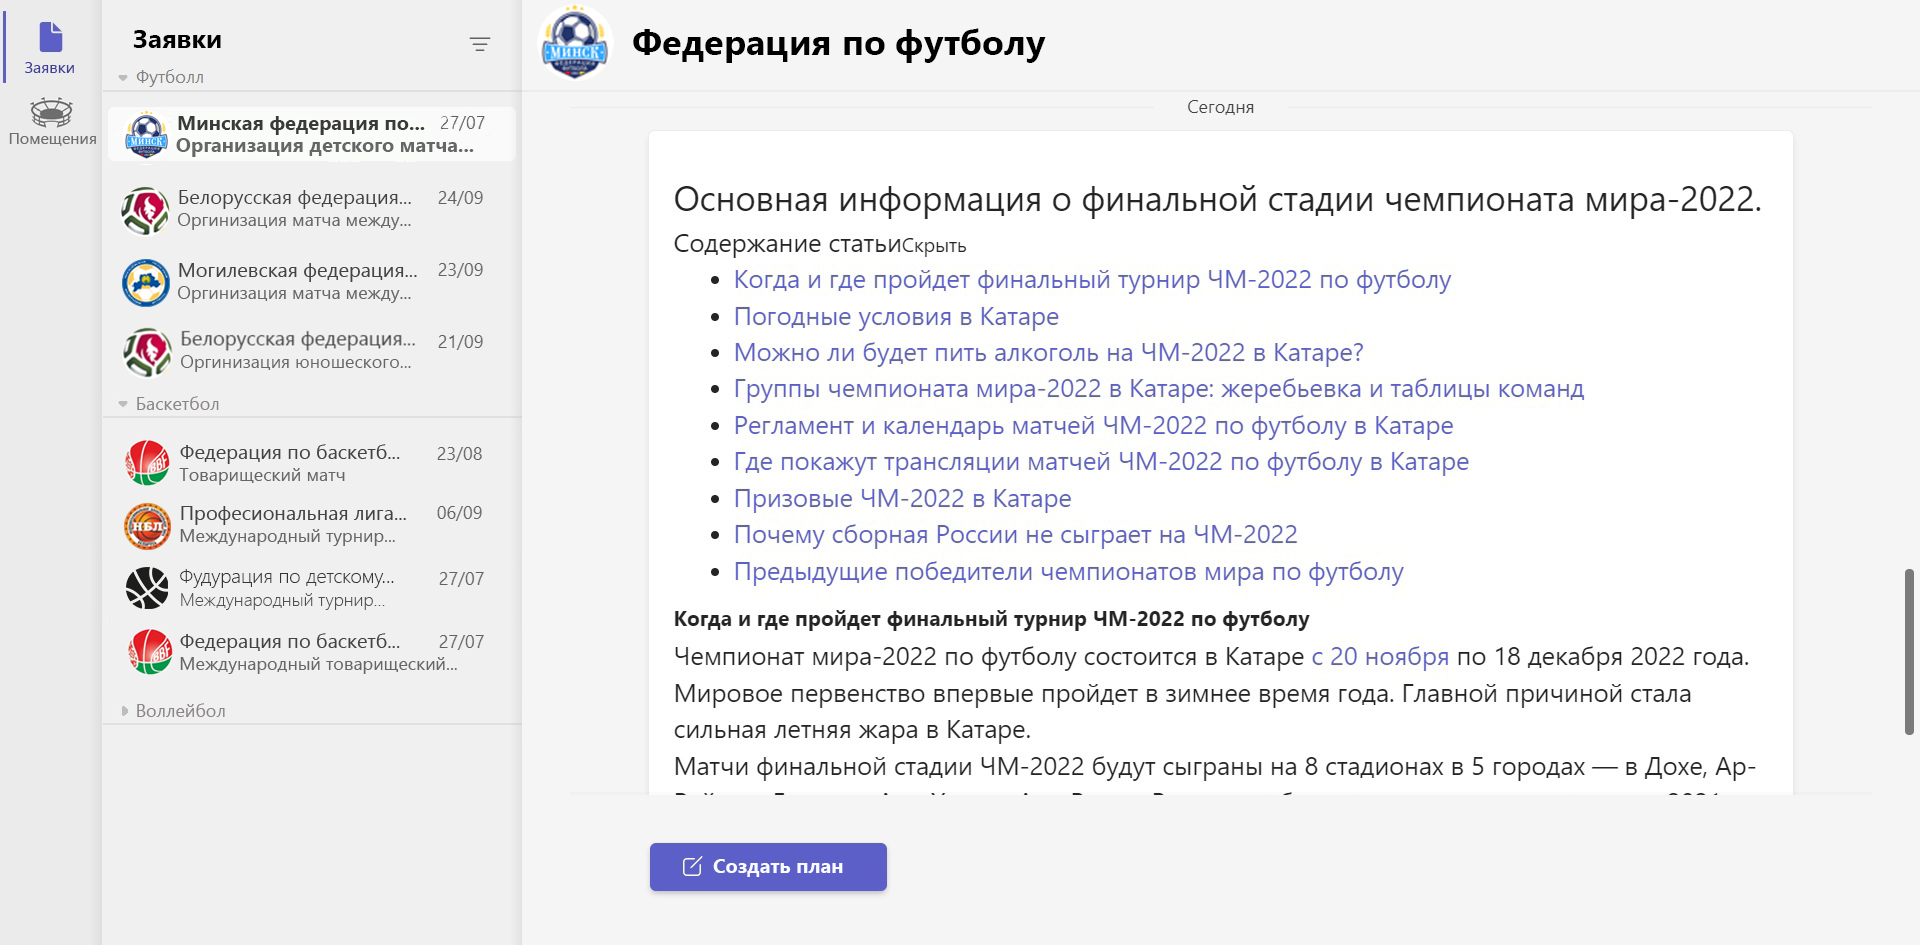 Заявки
Помещения
Заявки
Футболл
Минская федерация по... 27/07
Организация детского матча...
Белорусская федерация... 24/09
Оргинизация матча между...
Могилевская федерация... 23/09
Оргинизация матча между...
Белорусская федерация... 21/09
Оргинизация юношеского...
Баскетбол
Федерация по баскетб... 23/08
Товарищеский матч
НБЛ
Професиональная лига... 06/09
Международный турнир...
Фудурация по детскому... 27/07
Международный турнир...
Федерация по баскетб... 27/07
Международный товарищеский...
Воллейбол
МИНСК
Федерация по футболу
Сегодня
Основная информация о финальной стадии чемпионата мира-2022.
Содержание статьиСкрыть
• Когда и где пройдет финальный турнир ЧМ-2022 по футболу
• Погодные условия в Катаре
• Можно ли будет пить алкоголь на ЧМ-2022 в Катаре?
• Группы чемпионата мира-2022 в Катаре: жеребьевка и таблицы команд
• Регламент и календарь матчей ЧМ-2022 по футболу в Катаре
• Где покажут трансляции матчей ЧМ-2022 по футболу в Катаре
• Призовые ЧМ-2022 в Катаре
• Почему сборная России не сыграет на ЧМ-2022
• Предыдущие победители чемпионатов мира по футболу
Когда и где пройдет финальный турнир ЧМ-2022 по футболу
Чемпионат мира-2022 по футболу состоится в Катаре с 20 ноября по 18 декабря 2022 года.
Мировое первенство впервые пройдет в зимнее время года. Главной причиной стала
сильная летняя жара в Катаре.
Матчи финальной стадии ЧМ-2022 будут сыграны на 8 стадионах в 5 городах — в Дохе, Ар-
Создать план